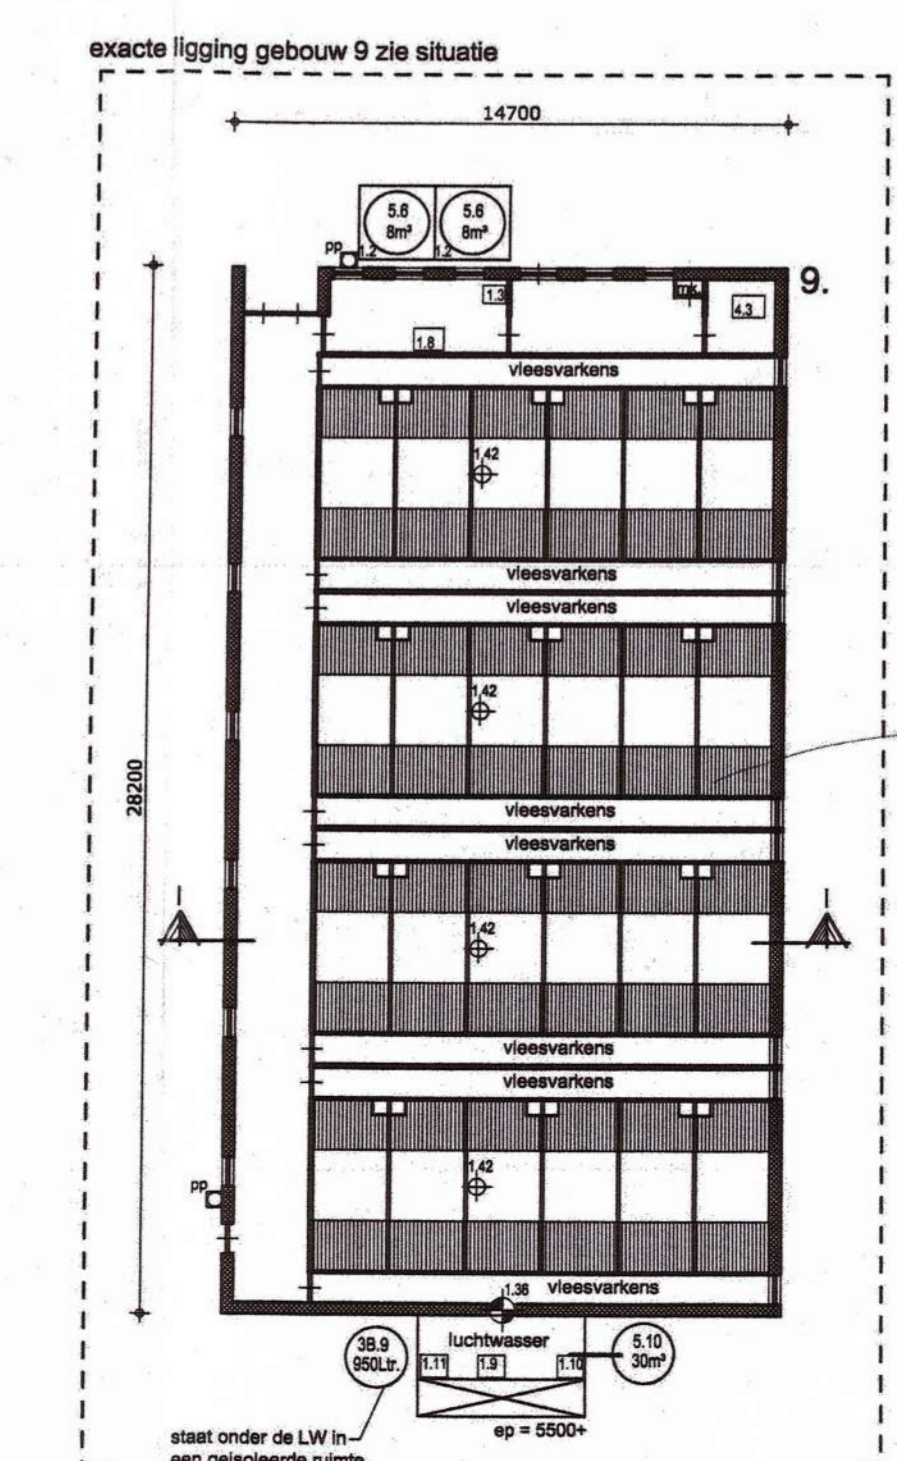 exacte ligging gebouw 9 zie situatie
14700
5.6
8m³
5.6
8m³
pp
1.2
1.2
9.
1.3
mk
4.3
1.8
vleesvarkens
1,42
vleesvarkens
vleesvarkens
1,42
28200
vleesvarkens
vleesvarkens
I
I
1,42
vleesvarkens
vleesvarkens
1,42
pp
vleesvarkens
1.36
luchtwasser
3B.9
950Ltr.
1.11
1.9
1.10
5.10
30m³
ep = 5500+
staat onder de LW in
een geisoleerde ruimte